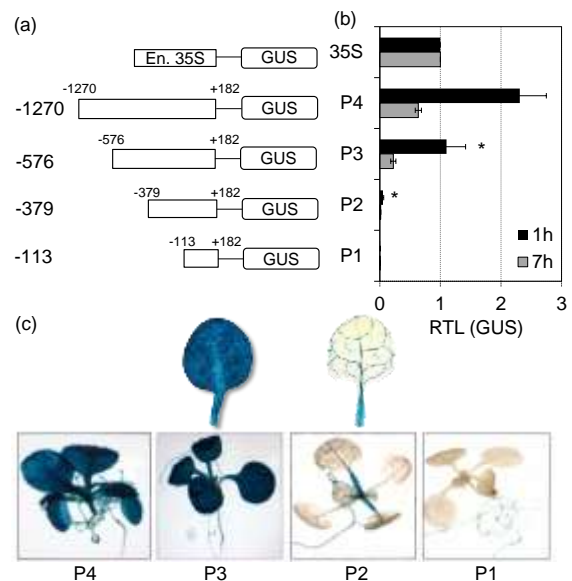 (a)
En. 35S GUS
-1270
-1270 +182 GUS
-576
-576 +182 GUS
-379
-379 +182 GUS
-113
-113 +182 GUS
(b)
35S
P4
P3 *
P2 *
P1
1h
7h
0 1 2 3
RTL (GUS)
(c)
P4 P3 P2 P1